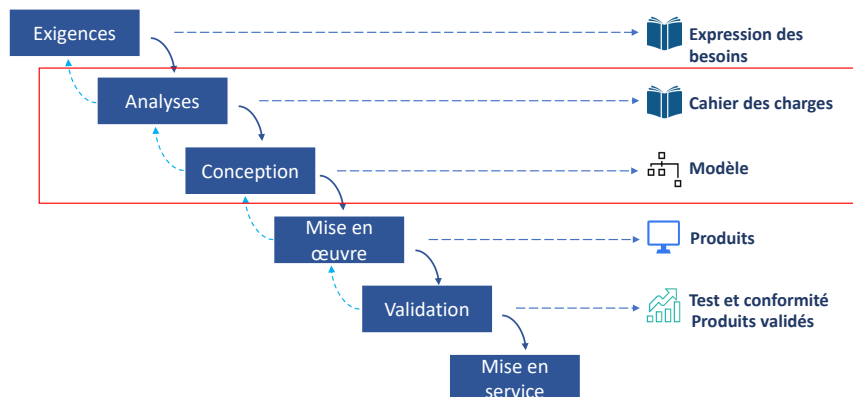 Exigences
Expression des
besoins
Analyses
Cahier des charges
Conception
Modèle
Mise en
œuvre
Produits
Validation
Test et conformité
Produits validés
Mise en
service